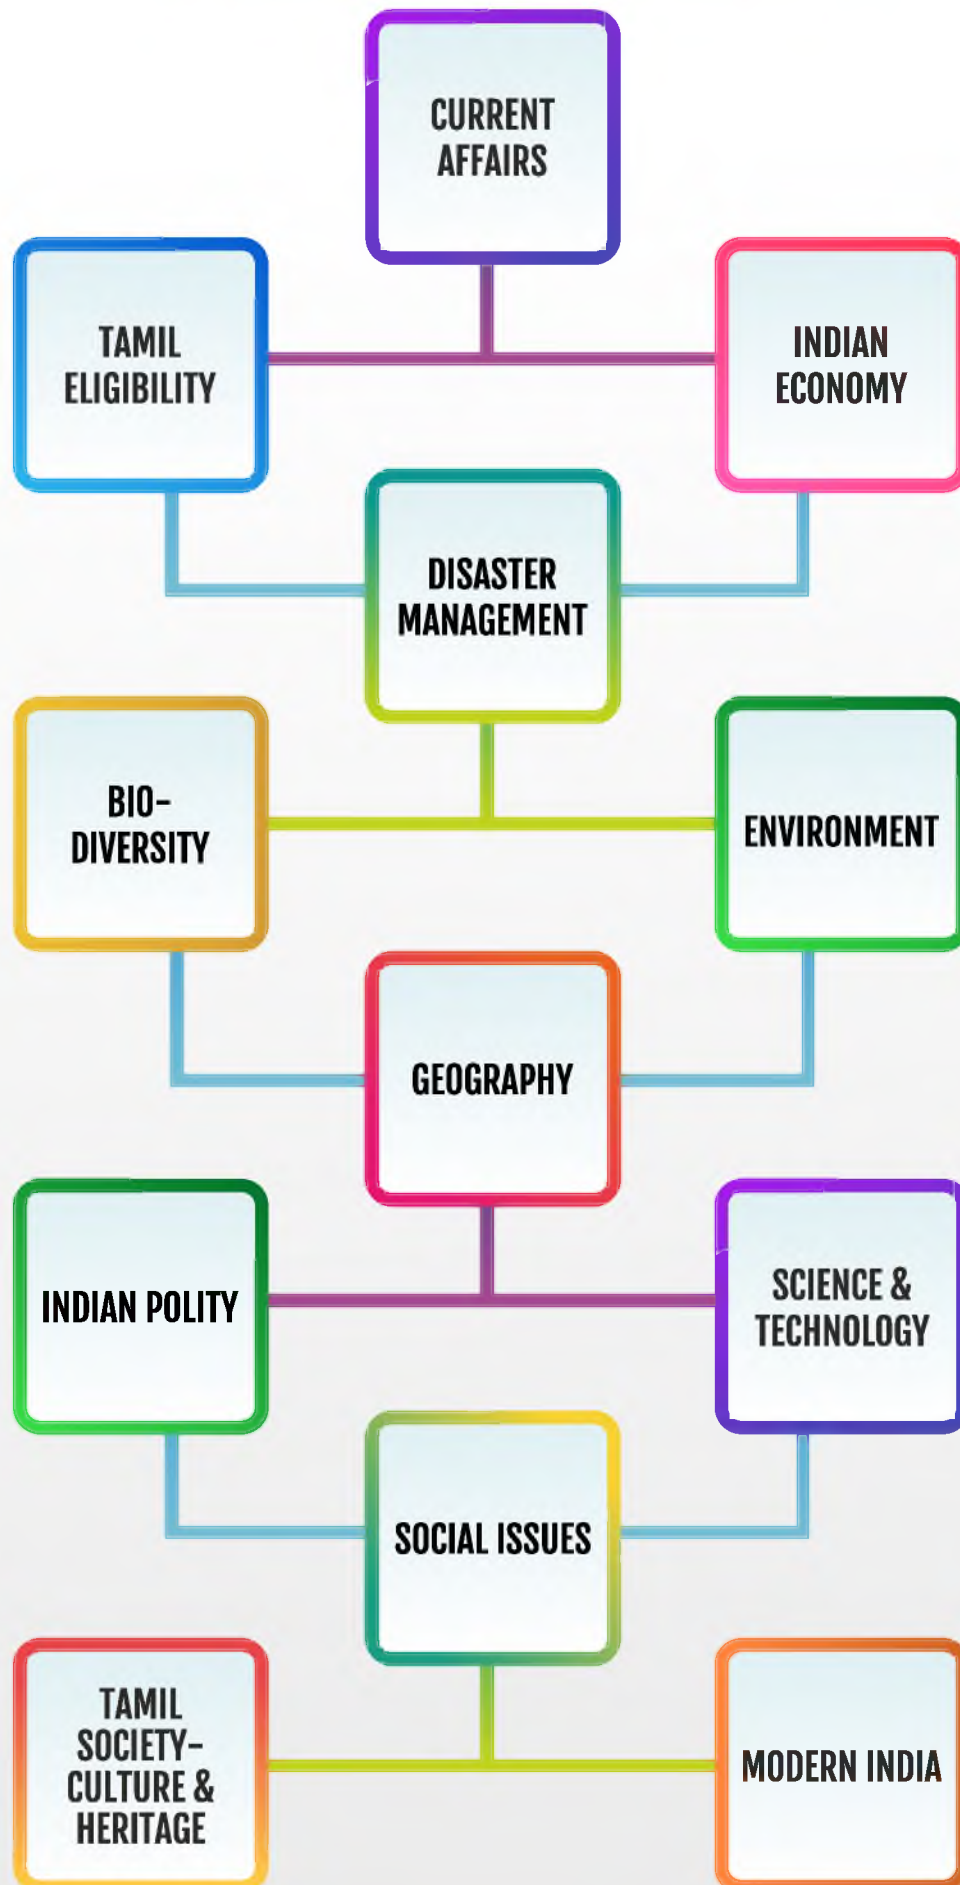 CURRENT
AFFAIRS
TAMIL
ELIGIBILITY
INDIAN
ECONOMY
DISASTER
MANAGEMENT
BIO-
DIVERSITY
ENVIRONMENT
GEOGRAPHY
INDIAN POLITY
SCIENCE &
TECHNOLOGY
SOCIAL ISSUES
TAMIL
SOCIETY-
CULTURE &
HERITAGE
MODERN INDIA